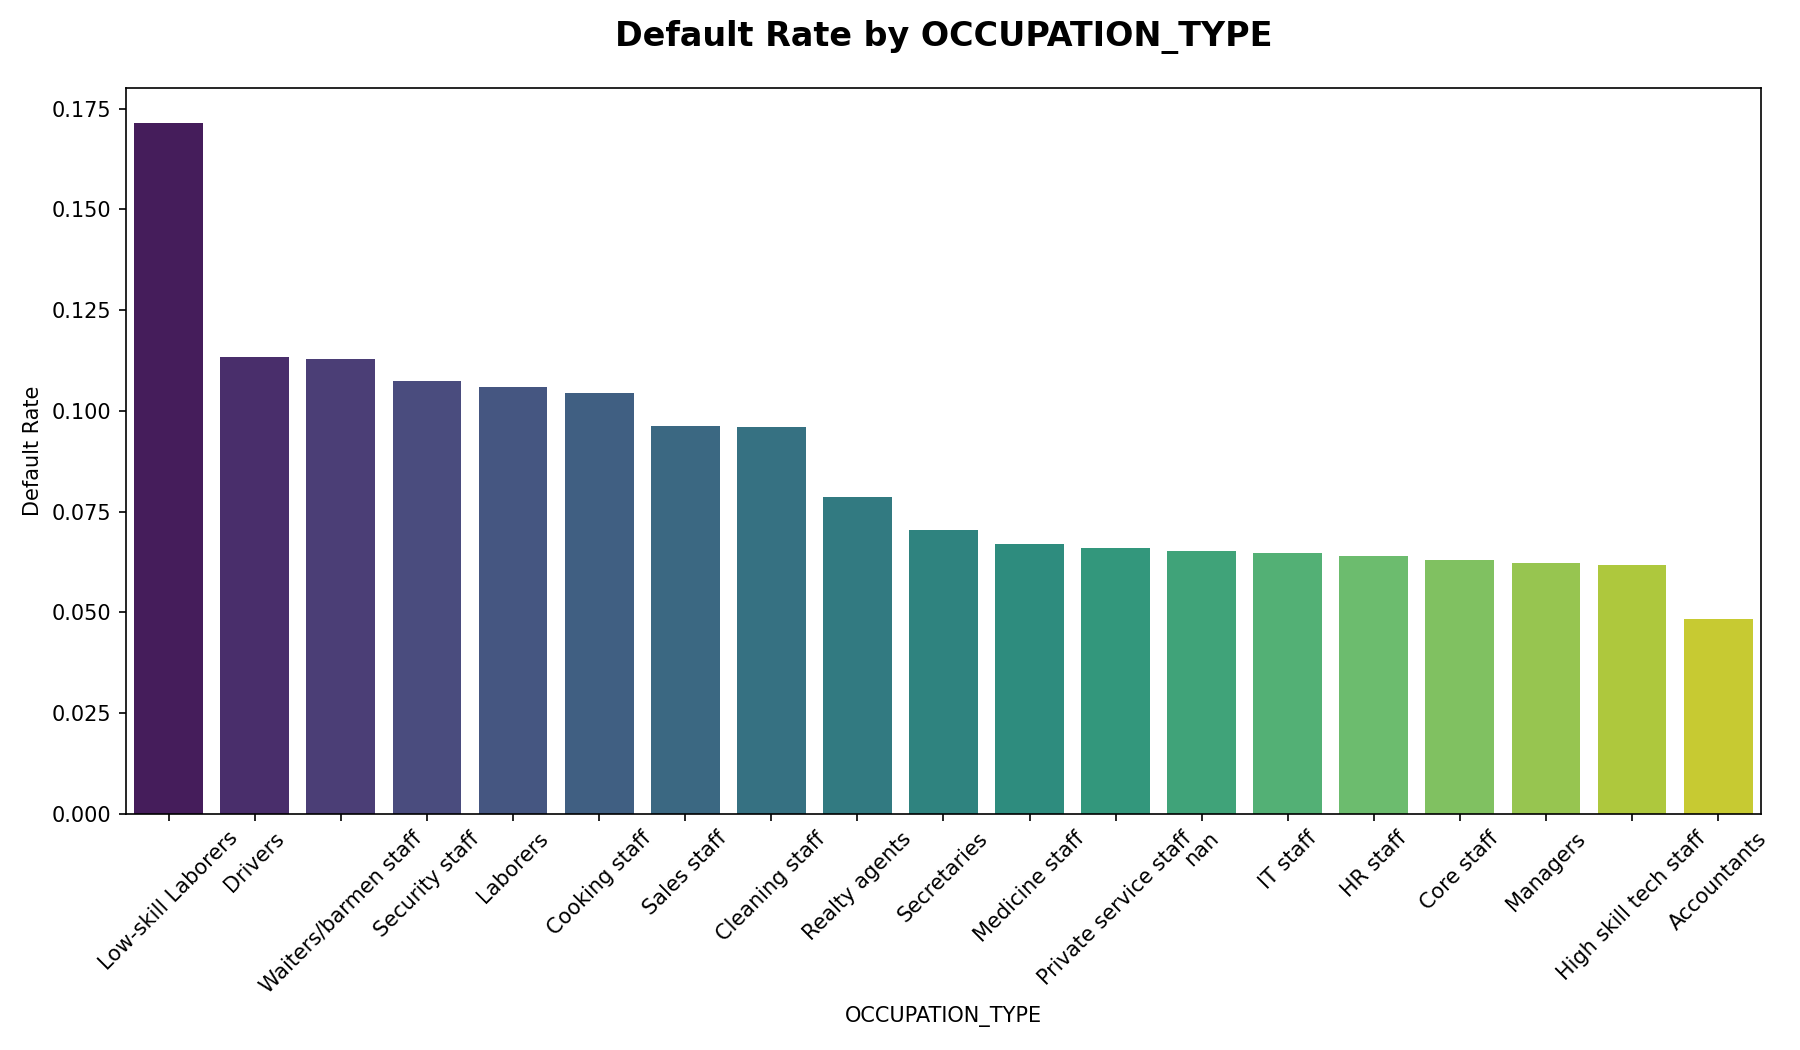 Default Rate by OCCUPATION_TYPE
0.175
0.150
0.125
0.100
0.075
0.050
0.025
0.000
Default Rate
Low-skill Laborers
Drivers
Waiters/barmen staff
Security staff
Laborers
Cooking staff
Sales staff
Cleaning staff
Realty agents
Secretaries
Medicine staff
Private service staff
nan
IT staff
HR staff
Core staff
Managers
High skill tech staff
Accountants
OCCUPATION_TYPE